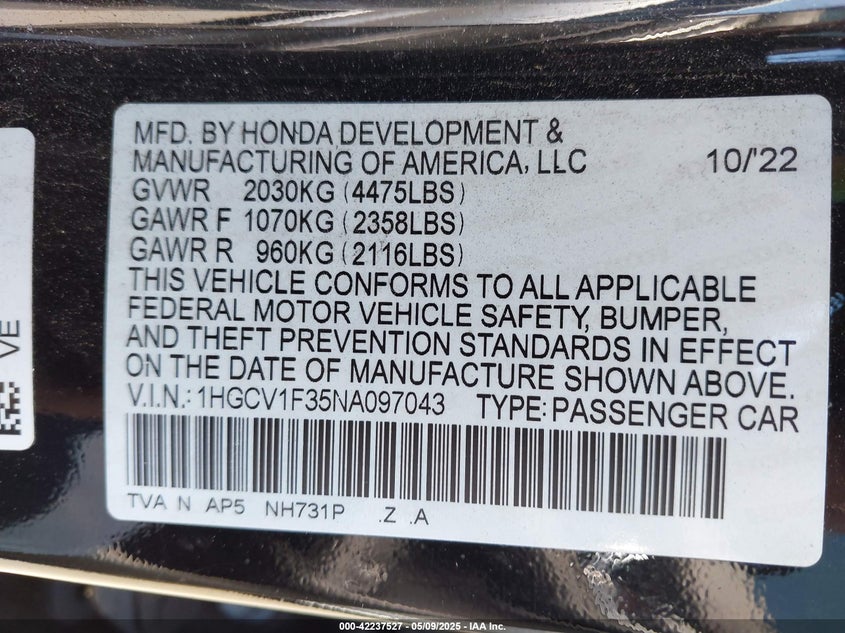 MFD. BY HONDA DEVELOPMENT &
MANUFACTURING OF AMERICA, LLC 10/'22
GVWR 2030KG (4475LBS)
GAWR F 1070KG (2358LBS)
GAWR R 960KG (2116LBS)
THIS VEHICLE CONFORMS TO ALL APPLICABLE
FEDERAL MOTOR VEHICLE SAFETY, BUMPER,
AND THEFT PREVENTION STANDARDS IN EFFECT
ON THE DATE OF MANUFACTURE SHOWN ABOVE.
V.I.N.: 1HGCV1F35NA097043 TYPE: PASSENGER CAR
TVA N AP5 NH731P .Z .A
VE
000-42237527 - 05/09/2025 - IAA Inc.